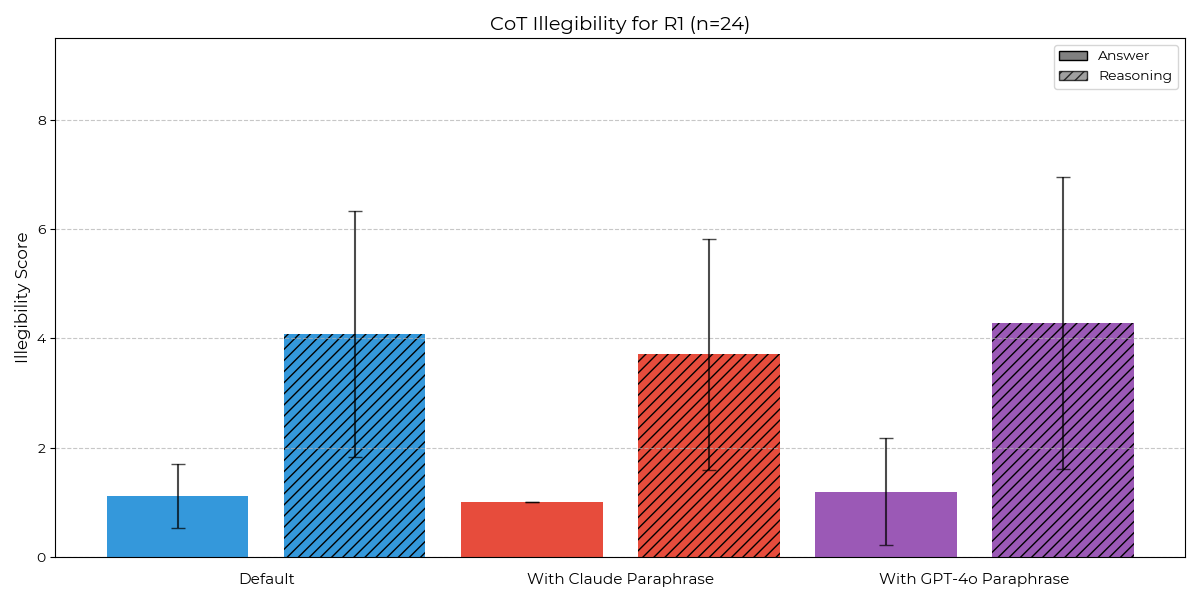 CoT Illegibility for R1 (n=24)
Answer
Reasoning
Illegibility Score
8
6
4
2
0
Default
With Claude Paraphrase
With GPT-4o Paraphrase